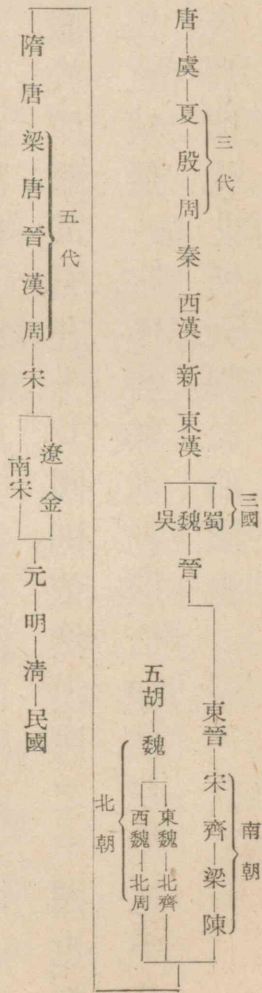 唐—虞—夏—殷—周—秦—西漢—新—東漢
三代
蜀
魏
吳
三國
晉
東晉—宋—齊—梁—陳
南朝
五胡—魏
東魏—北齊
西魏—北周
北朝
隋—唐—梁—唐—晉—漢—周—宋
五代
遼—金
南宋
元—明—清—民國